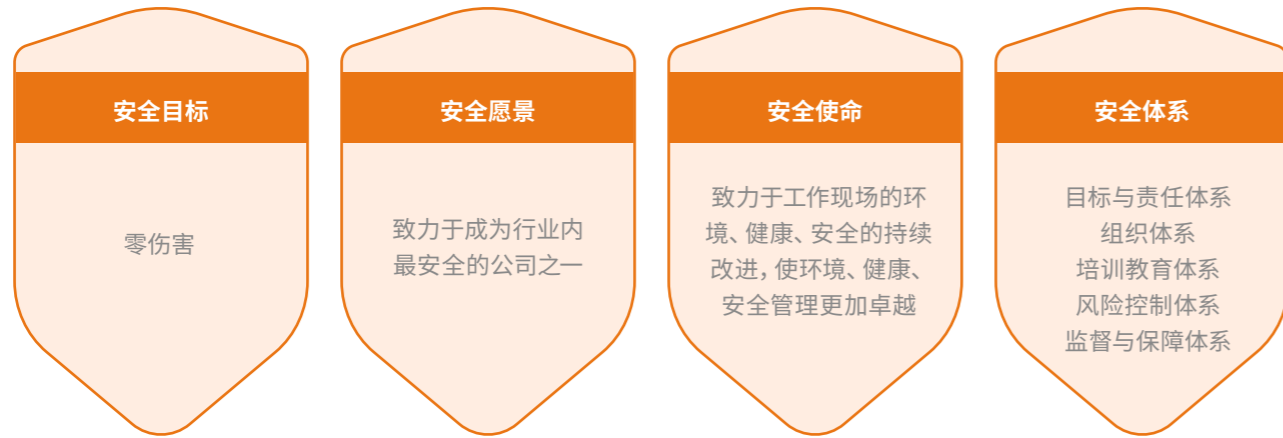 安全目标
零伤害
安全愿景
致力于成为行业内
最安全的公司之一
安全使命
致力于工作现场的环
境、健康、安全的持续
改进，使环境、健康、
安全管理更加卓越
安全体系
目标与责任体系
组织体系
培训教育体系
风险控制体系
监督与保障体系